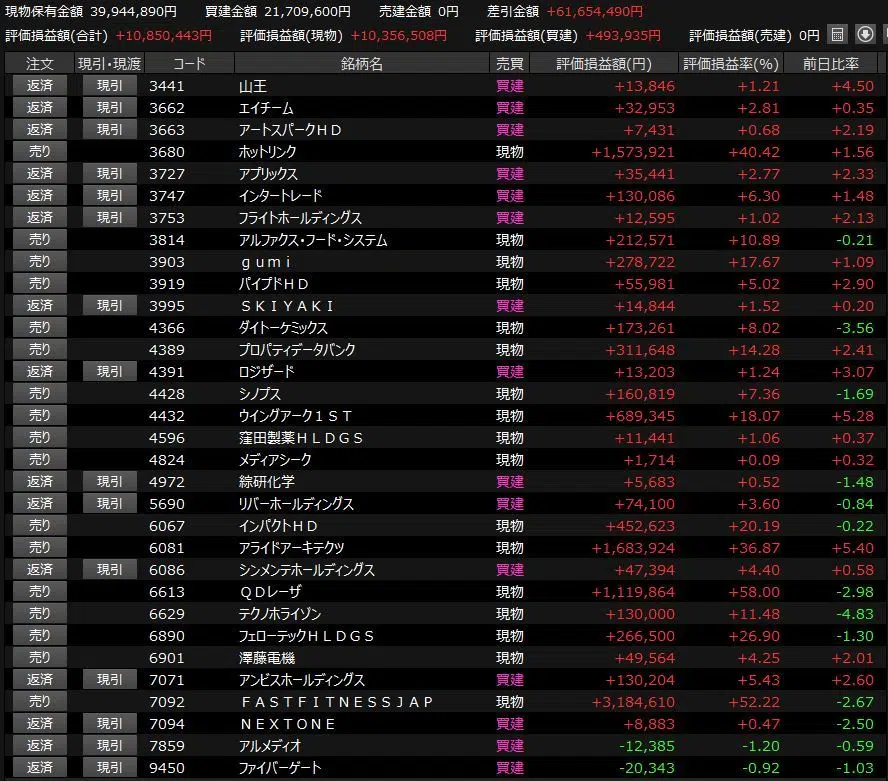 現物保有金額 39,944,890円 買建金額 21,709,600円 売建金額 0円 差引金額 +61,654,490円
評価損益額(合計) +10,850,443円 評価損益額(現物) +10,356,508円 評価損益額(買建) +493,935円 評価損益額(売建) 0円
注文 現引・現渡 コード 銘柄名 売買 評価損益額(円) 評価損益率(%) 前日比率
返済 現引 3441 山王 買建 +13,846 +1.21 +4.50
返済 現引 3662 エイチーム 買建 +32,953 +2.81 +0.35
返済 現引 3663 アートスパークHD 買建 +7,431 +0.68 +2.19
売り 3680 ホットリンク 現物 +1,573,921 +40.42 +1.56
返済 現引 3727 アプリックス 買建 +35,441 +2.77 +2.33
返済 現引 3747 インタートレード 買建 +130,086 +6.30 +1.48
返済 現引 3753 フライトホールディングス 買建 +12,595 +1.02 +2.13
売り 3814 アルファクス・フード・システム 現物 +212,571 +10.89 -0.21
売り 3903 gumi 現物 +278,722 +17.67 +1.09
売り 3919 パイプドHD 現物 +55,981 +5.02 +2.90
返済 現引 3995 SKIYAKI 買建 +14,844 +1.52 +0.20
売り 4366 ダイトーケミックス 現物 +173,261 +8.02 -3.56
売り 4389 プロパティデータバンク 現物 +311,648 +14.28 +2.41
返済 現引 4391 ロジザード 買建 +13,203 +1.24 +3.07
売り 4428 シノプス 現物 +160,819 +7.36 -1.69
売り 4432 ウイングアーク1ST 現物 +689,345 +18.07 +5.28
売り 4596 窪田製薬HLDGS 現物 +11,441 +1.06 +0.37
売り 4824 メディアシーク 現物 +1,714 +0.09 +0.32
返済 現引 4972 綜研化学 買建 +5,683 +0.52 -1.48
返済 現引 5690 リバーホールディングス 買建 +74,100 +3.60 -0.84
売り 6067 インパクトHD 現物 +452,623 +20.19 -0.22
売り 6081 アライドアーキテクツ 現物 +1,683,924 +36.87 +5.40
返済 現引 6086 シンメンテホールディングス 買建 +47,394 +4.40 +0.58
売り 6613 QDレーザ 現物 +1,119,864 +58.00 -2.98
売り 6629 テクノホライゾン 現物 +130,000 +11.48 -4.83
売り 6890 フェローテックHLDGS 現物 +266,500 +26.90 -1.30
売り 6901 澤藤電機 現物 +49,564 +4.25 +2.01
返済 現引 7071 アンビスホールディングス 買建 +130,204 +5.43 +2.60
売り 7092 FASTFITNESSJAP 現物 +3,184,610 +52.22 -2.67
返済 現引 7094 NEXTONE 買建 +8,883 +0.47 -2.50
返済 現引 7859 アルメディオ 買建 -12,385 -1.20 -0.59
返済 現引 9450 ファイバーゲート 買建 -20,343 -0.92 -1.03